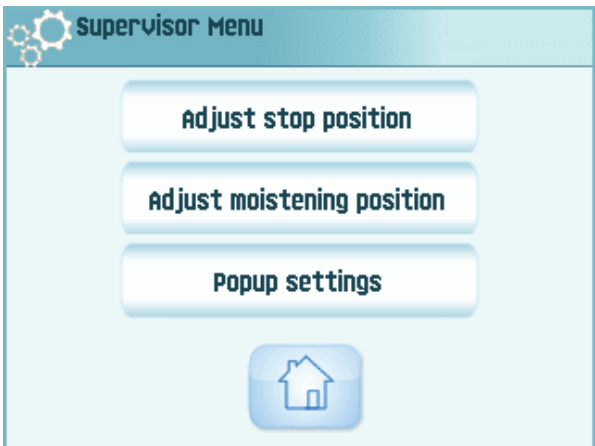 Supervisor Menu
Adjust stop position
Adjust moistening position
Popup settings